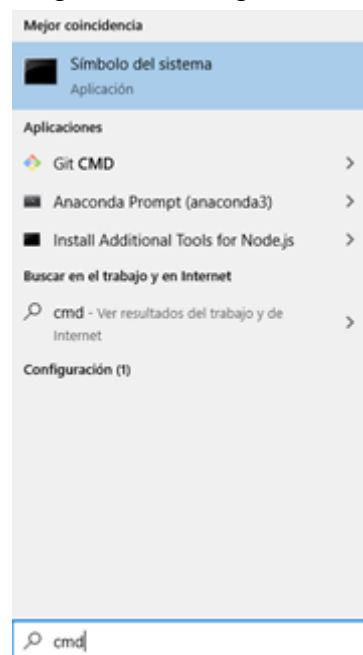 Mejor coincidencia
Símbolo del sistema
Aplicación
Aplicaciones
Git CMD
Anaconda Prompt (anaconda3)
Install Additional Tools for Node.js
Buscar en el trabajo y en Internet
cmd - Ver resultados del trabajo y de
Internet
Configuración (1)
cmd